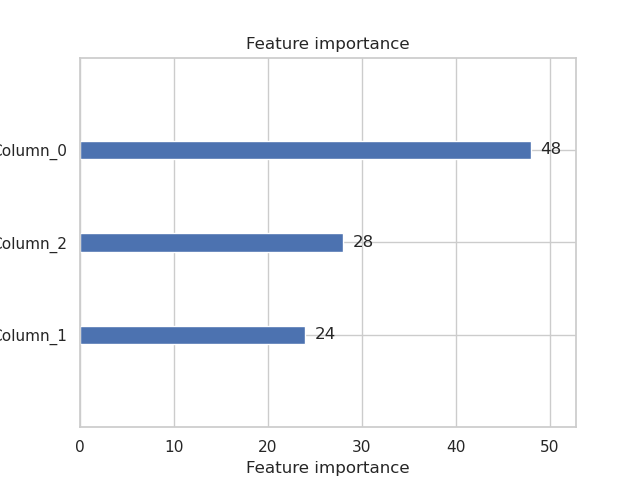 Feature importance
Column_0
48
Column_2
28
Column_1
24
0 10 20 30 40 50
Feature importance